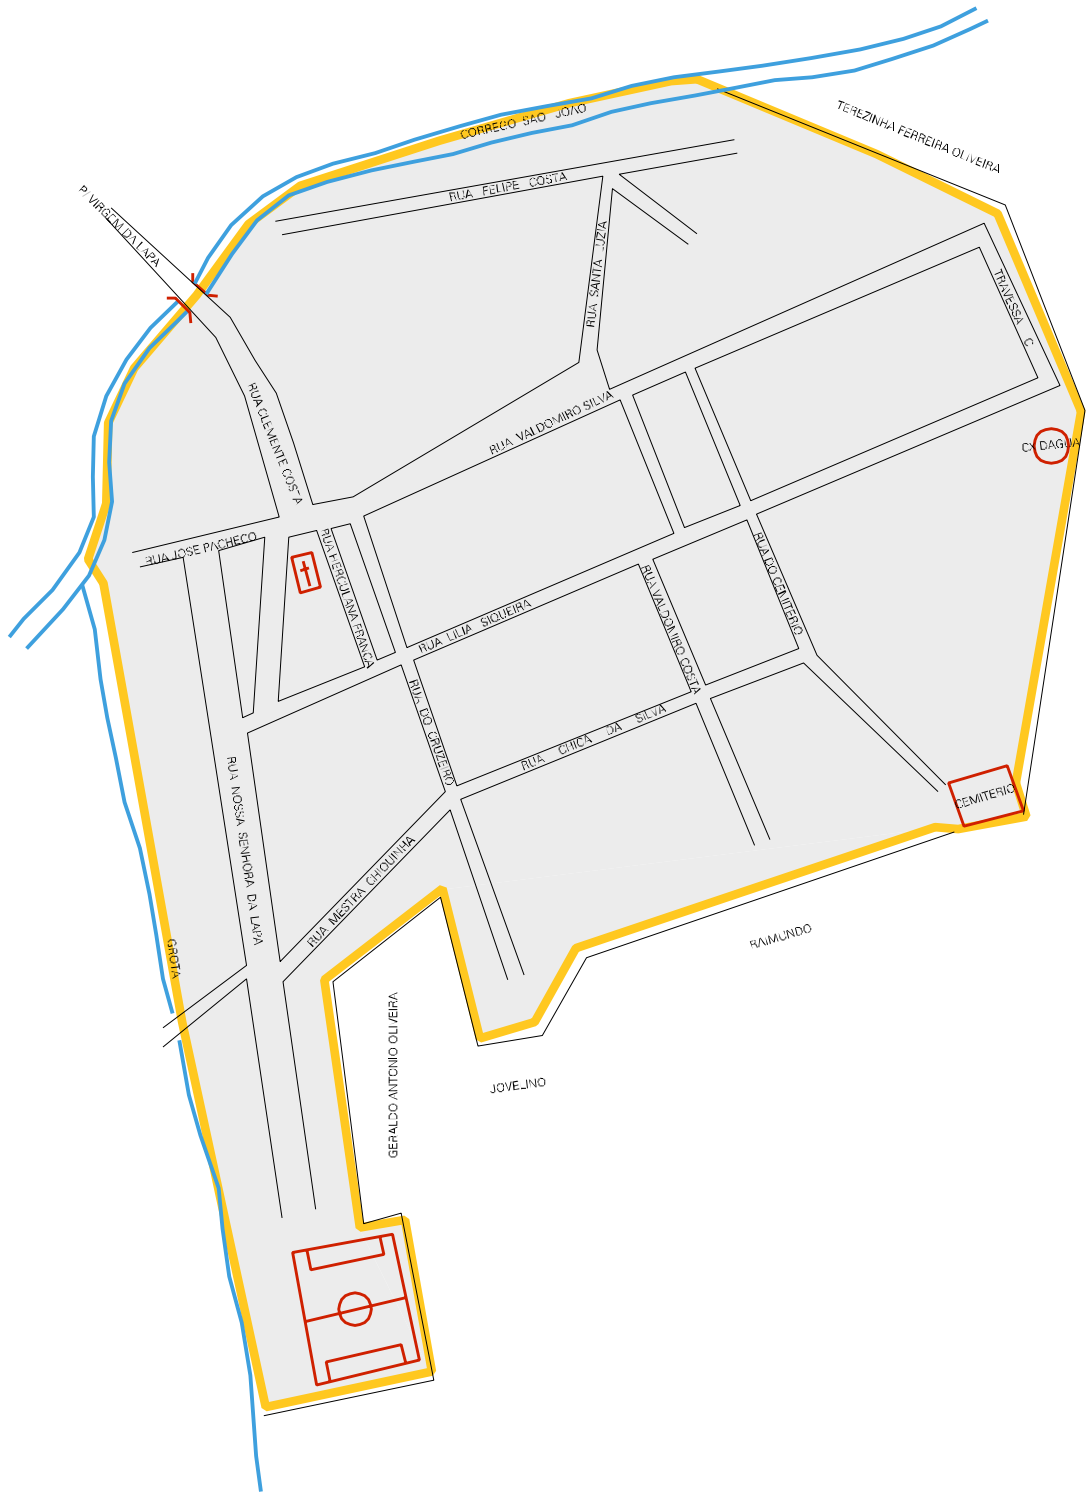 TEREZINHA FERREIRA OLIVEIRA
CORREGO SAO JOAO
RUA FELIPE COSTA
P/ VIRGEM DA LAPA
RUA SANTA LUZIA
TRAVESSA C
RUA CLEMENTE COSTA
RUA VALDOMIRO SILVA
CX DAGUA
RUA JOSE PACHECO
RUA HERCULANA FRANCA
RUA DO CEMITERIO
RUA LILIA SIQUEIRA
RUA VALDOMIRO COSTA
RUA DO CRUZEIRO
RUA CHICA DA SILVA
RUA NOSSA SENHORA DA LAPA
CEMITERIO
RUA MESTRA CHIQUINHA
GROTA
RAIMUNDO
GERALDO ANTONIO OLIVEIRA
JOVELINO